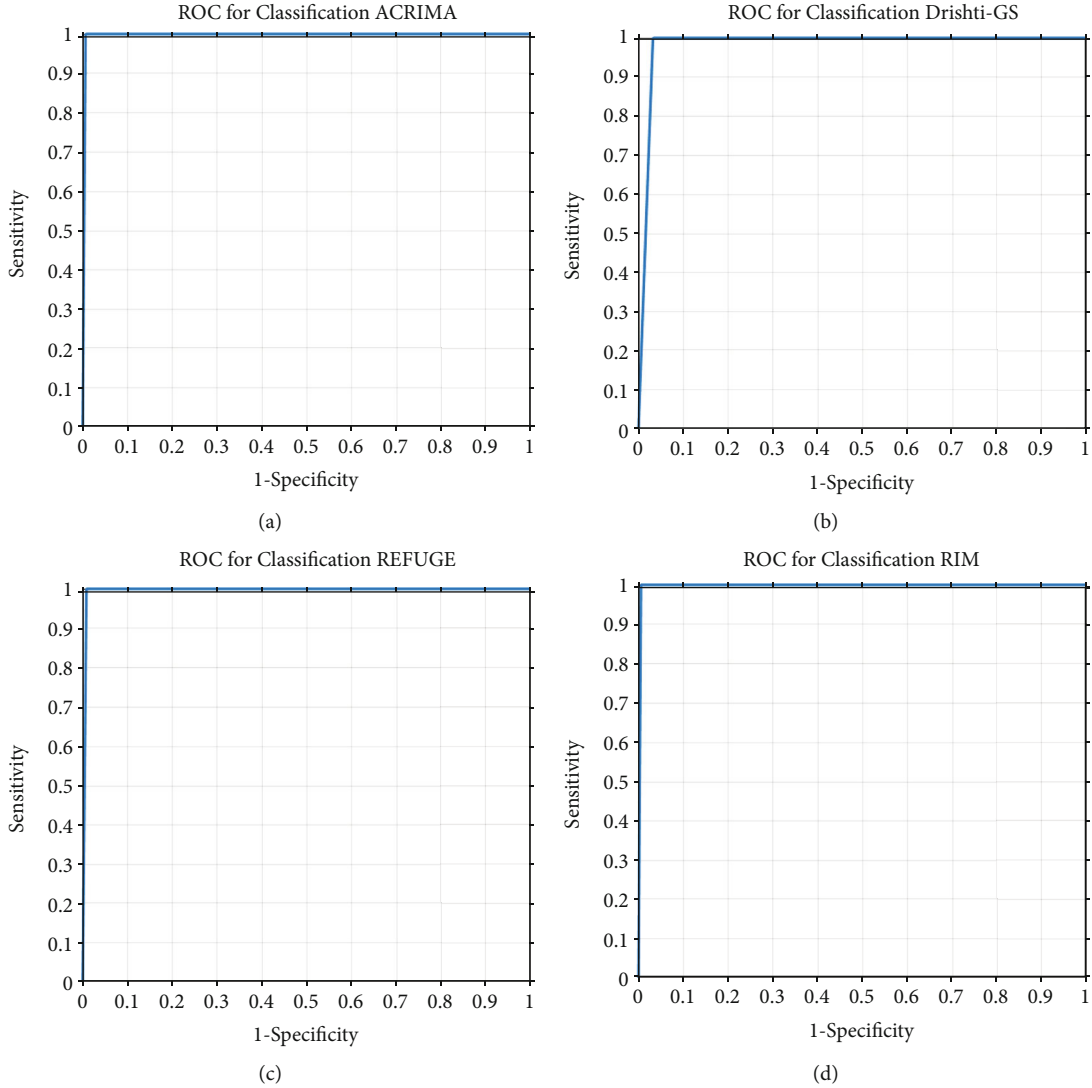 ROC for Classification ACRIMA
1
0.9
0.8
0.7
0.6
0.5
0.4
0.3
0.2
0.1
0
Sensitivity
0 0.1 0.2 0.3 0.4 0.5 0.6 0.7 0.8 0.9 1
1-Specificity
(a)
ROC for Classification Drishti-GS
1
0.9
0.8
0.7
0.6
0.5
0.4
0.3
0.2
0.1
0
Sensitivity
0 0.1 0.2 0.3 0.4 0.5 0.6 0.7 0.8 0.9 1
1-Specificity
(b)
ROC for Classification REFUGE
1
0.9
0.8
0.7
0.6
0.5
0.4
0.3
0.2
0.1
0
Sensitivity
0 0.1 0.2 0.3 0.4 0.5 0.6 0.7 0.8 0.9 1
1-Specificity
(c)
ROC for Classification RIM
1
0.9
0.8
0.7
0.6
0.5
0.4
0.3
0.2
0.1
0
Sensitivity
0 0.1 0.2 0.3 0.4 0.5 0.6 0.7 0.8 0.9 1
1-Specificity
(d)